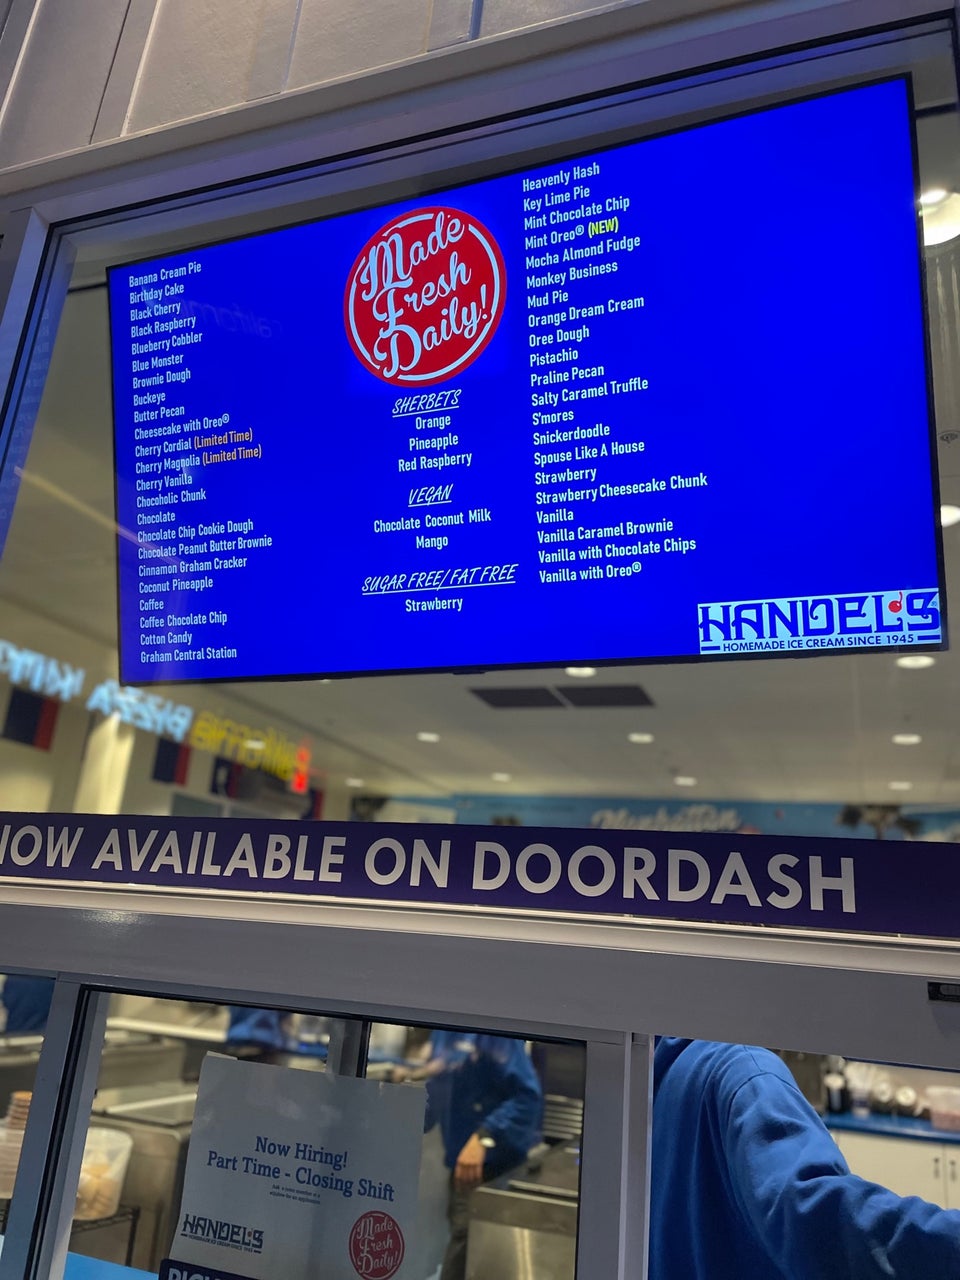 Banana Cream Pie
Birthday Cake
Black Cherry
Black Raspberry
Blueberry Cobbler
Blue Monster
Brownie Dough
Buckeye
Butter Pecan
Cheesecake with Oreo®
Cherry Cordial (Limited Time)
Cherry Magnolia (Limited Time)
Cherry Vanilla
Chocoholic Chunk
Chocolate
Chocolate Chip Cookie Dough
Chocolate Peanut Butter Brownie
Cinnamon Graham Cracker
Coconut Pineapple
Coffee
Coffee Chocolate Chip
Cotton Candy
Graham Central Station
Made
Fresh
Daily!
SHERBETS
Orange
Pineapple
Red Raspberry
VEGAN
Chocolate Coconut Milk
Mango
SUGAR FREE/FAT FREE
Strawberry
Heavenly Hash
Key Lime Pie
Mint Chocolate Chip
Mint Oreo® (NEW)
Mocha Almond Fudge
Monkey Business
Mud Pie
Orange Dream Cream
Oree Dough
Pistachio
Praline Pecan
Salty Caramel Truffle
S'mores
Snickerdoodle
Spouse Like A House
Strawberry
Strawberry Cheesecake Chunk
Vanilla
Vanilla Caramel Brownie
Vanilla with Chocolate Chips
Vanilla with Oreo®
HANDEL'S®
HOMEMADE ICE CREAM SINCE 1945
NOW AVAILABLE ON DOORDASH
Now Hiring!
Part Time - Closing Shift
HANDEL'S
HOMEMADE ICE CREAM SINCE 1945
Made
Fresh
Daily!